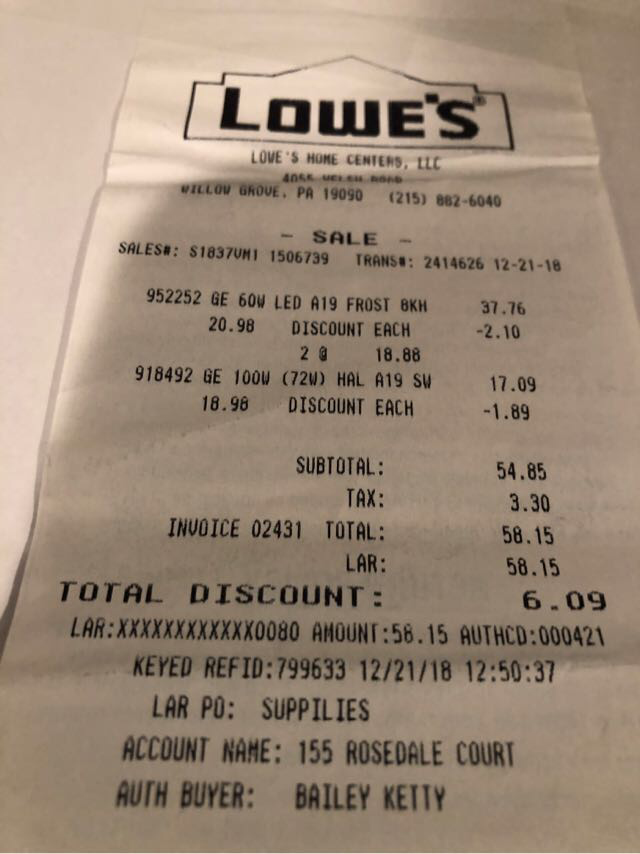 LOWE'S®
LOWE'S HOME CENTERS, LLC
4055 WELSH ROAD
WILLOW GROVE, PA 19090 (215) 882-6040
- SALE -
SALES#: S1837VM1 1506739 TRANS#: 2414626 12-21-18
952252 GE 60W LED A19 FROST 8KH 37.76
20.98 DISCOUNT EACH -2.10
2 @ 18.88
918492 GE 100W (72W) HAL A19 SW 17.09
18.98 DISCOUNT EACH -1.89
SUBTOTAL: 54.85
TAX: 3.30
INVOICE 02431 TOTAL: 58.15
LAR: 58.15
TOTAL DISCOUNT: 6.09
LAR:XXXXXXXXXXXX0080 AMOUNT:58.15 AUTHCD:000421
KEYED REFID:799633 12/21/18 12:50:37
LAR PO: SUPPILIES
ACCOUNT NAME: 155 ROSEDALE COURT
AUTH BUYER: BAILEY KETTY